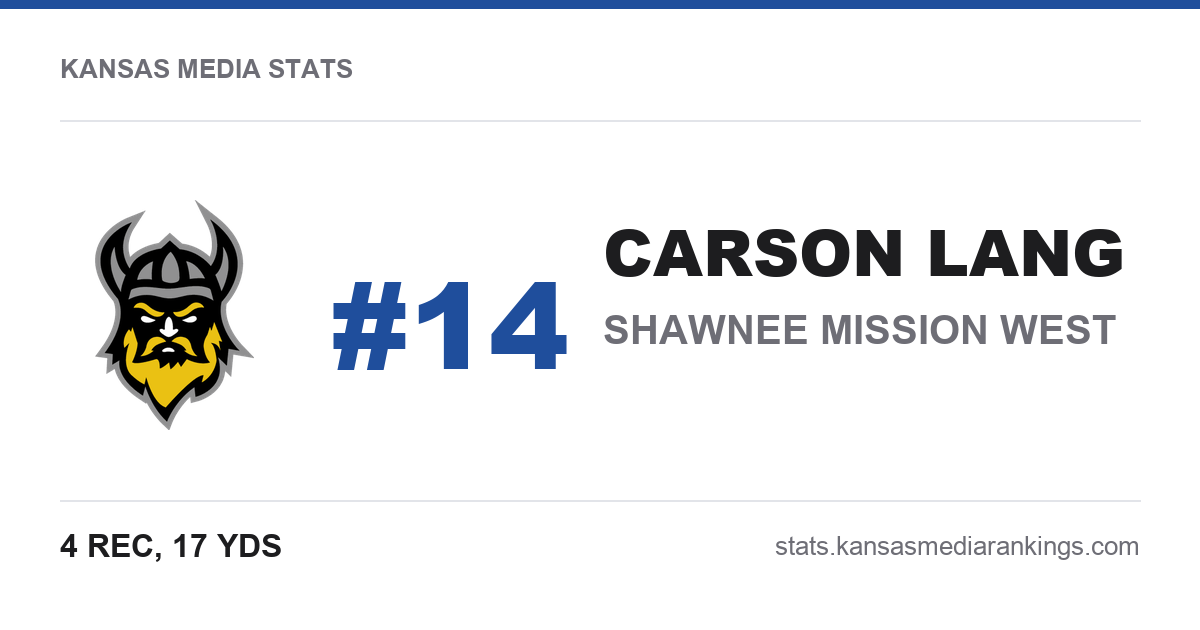 KANSAS MEDIA STATS
#14
CARSON LANG
SHAWNEE MISSION WEST
4 REC, 17 YDS
stats.kansasmediarankings.com